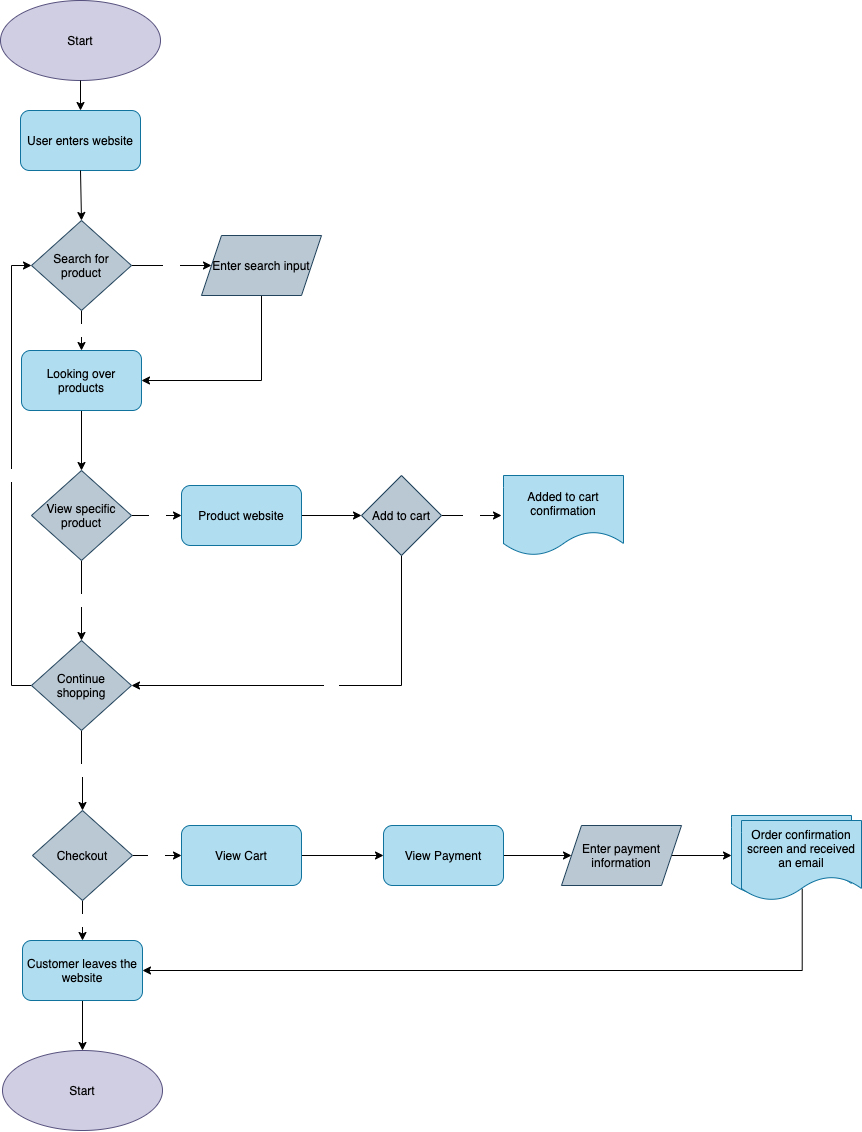 Start
User enters website
Search for
product
Enter search input
Looking over
products
View specific
product
Product website
Add to cart
Added to cart
confirmation
Continue
shopping
Checkout
View Cart
View Payment
Enter payment
information
Order confirmation
screen and received
an email
Customer leaves the
website
Start